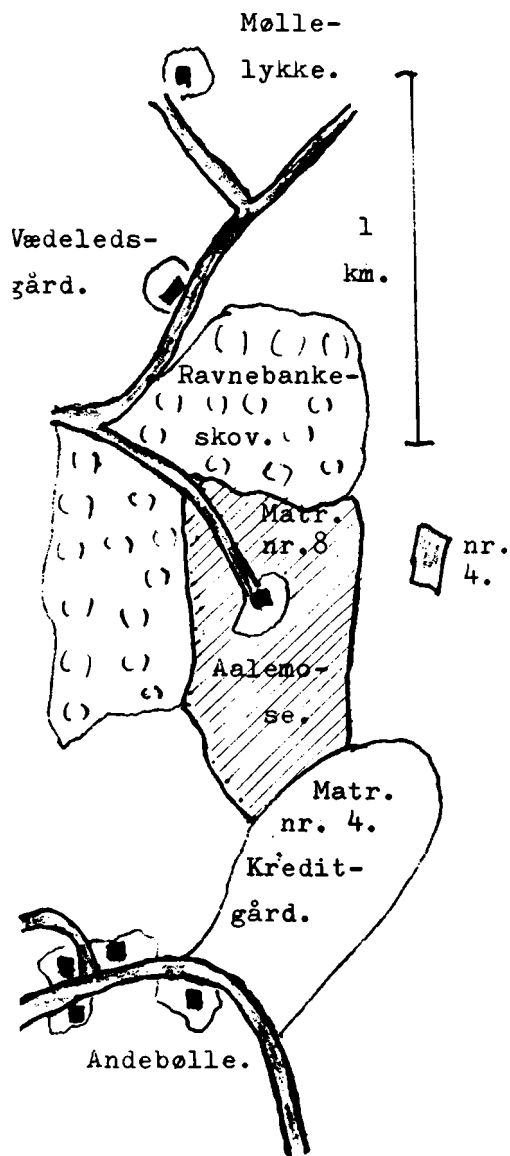 Mølle-
lykke.
1
km.
Vædeleds-
gård.
Ravnebanke-
skov.
Matr.
nr.8
nr.
4.
Aalemo-
se.
Matr.
nr. 4.
Kredit-
gård.
Andebølle.